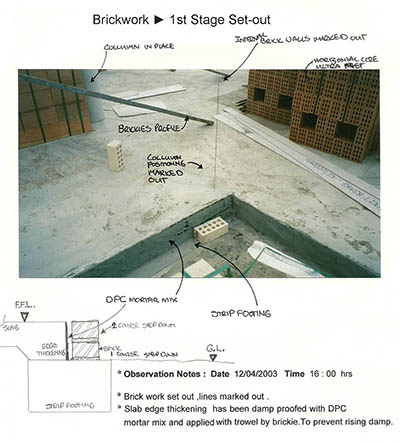 Brickwork ► 1st Stage Set-out
COLUMN IN PLACE
INTERNAL
BRICK WALLS MARKED OUT
HORIZONTAL CORE
ULTRA
BRICKIES PROFILE
COLUMN
POSITIONING
MARKED
OUT
DPC MORTAR MIX
STRIP FOOTING
F.F.L.
SLAB
EDGE
THICKENING
2 COURSE STEP DOWN
BRICK
1 COURSE STEP DOWN
G.L.
STRIP FOOTING
* Observation Notes : Date 12/04/2003 Time 16 : 00 hrs
* Brick work set out ,lines marked out .
* Slab edge thickening has been damp proofed with DPC
mortar mix and applied with trowel by brickie.To prevent rising damp.